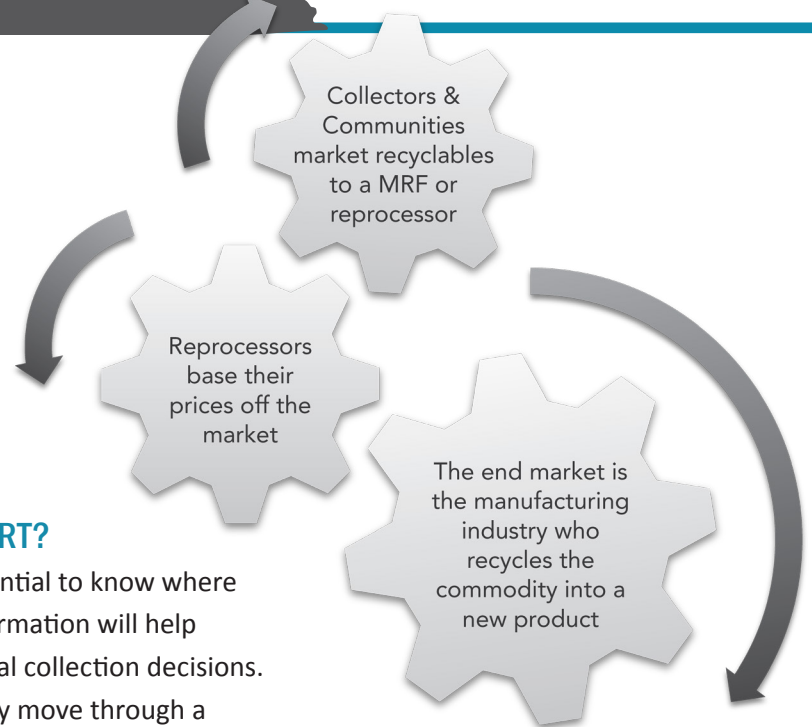 Collectors &
Communities
market recyclables
to a MRF or
reprocessor
Reprocessors
base their
prices off the
market
The end market is
the manufacturing
industry who
recycles the
commodity into a
new product
RT?
ntial to know where
rmation will help
al collection decisions.
y move through a